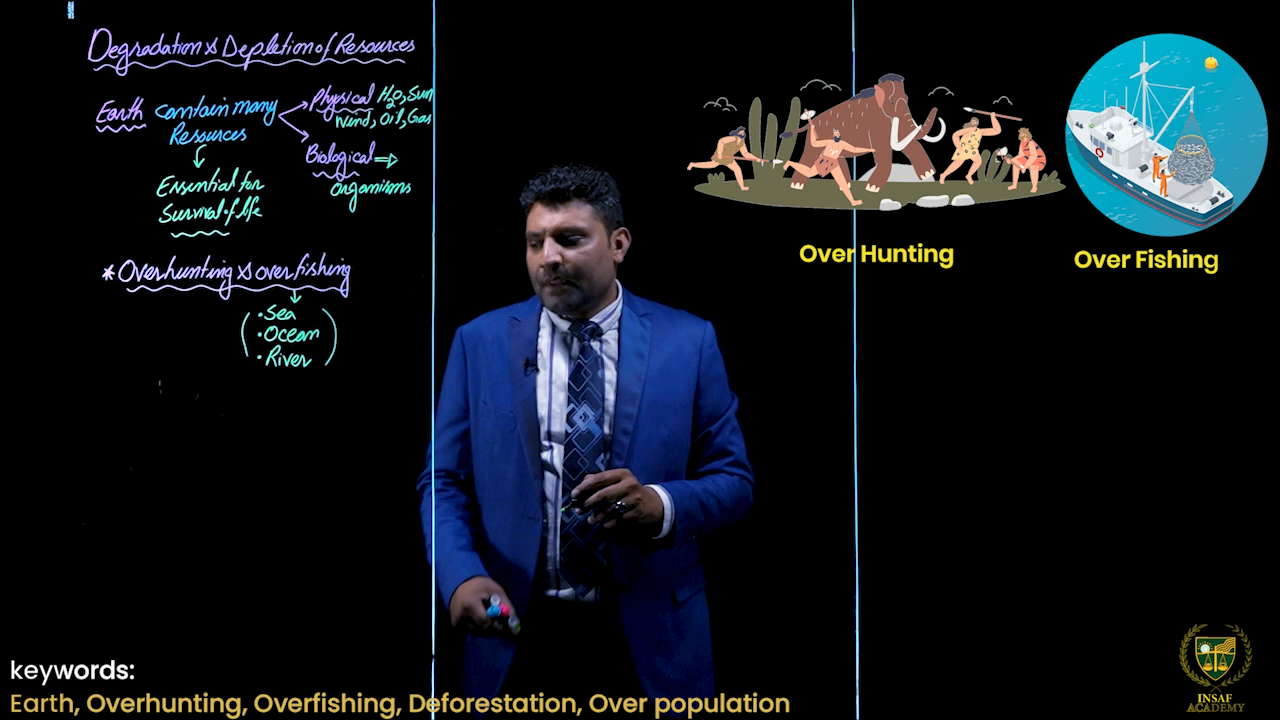 Degradation & Depletion of Resources
Earth contain many Resources
Physical H₂O, Sun
Wind, Oil, Gas
Biological ⇒
organisms
Essential for
Survival of life
* Overhunting & over fishing
• Sea
• Ocean
• River
Over Hunting
Over Fishing
keywords:
Earth, Overhunting, Overfishing, Deforestation, Over population
INSAF
ACADEMY